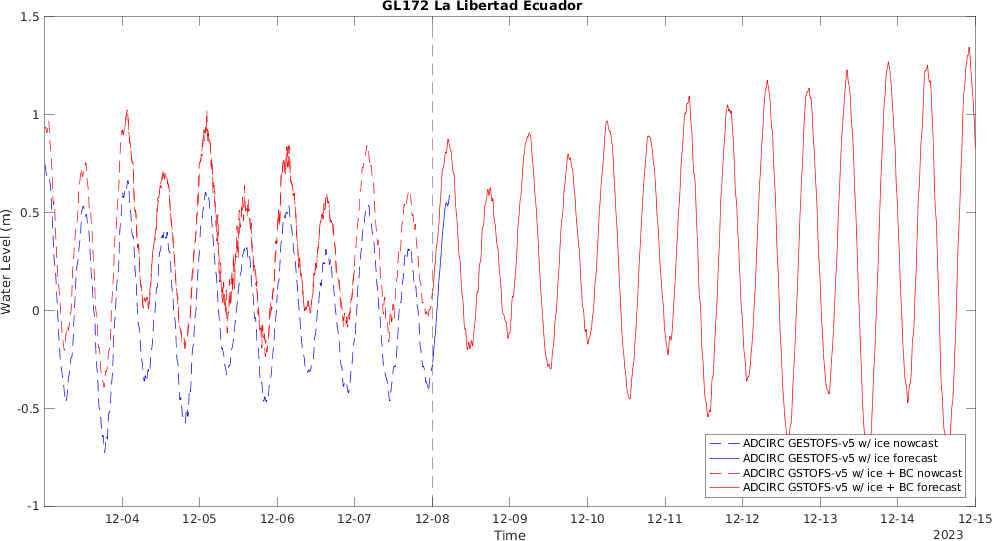 GL172 La Libertad Ecuador
1.5
1
0.5
0
-0.5
-1
Water Level (m)
12-04 12-05 12-06 12-07 12-08 12-09 12-10 12-11 12-12 12-13 12-14 12-15
Time
2023
ADCIRC GESTOFS-v5 w/ ice nowcast
ADCIRC GESTOFS-v5 w/ ice forecast
ADCIRC GSTOFS-v5 w/ ice + BC nowcast
ADCIRC GSTOFS-v5 w/ ice + BC forecast